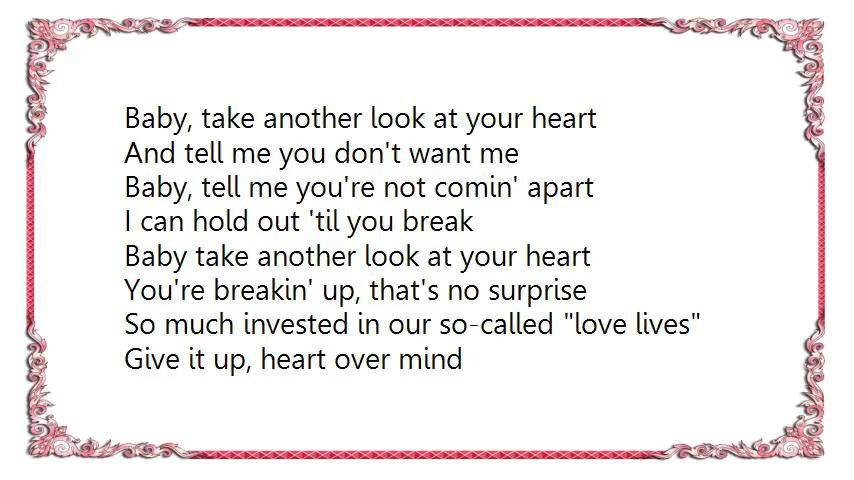 Baby, take another look at your heart
And tell me you don't want me
Baby, tell me you're not comin' apart
I can hold out 'til you break
Baby take another look at your heart
You're breakin' up, that's no surprise
So much invested in our so-called "love lives"
Give it up, heart over mind